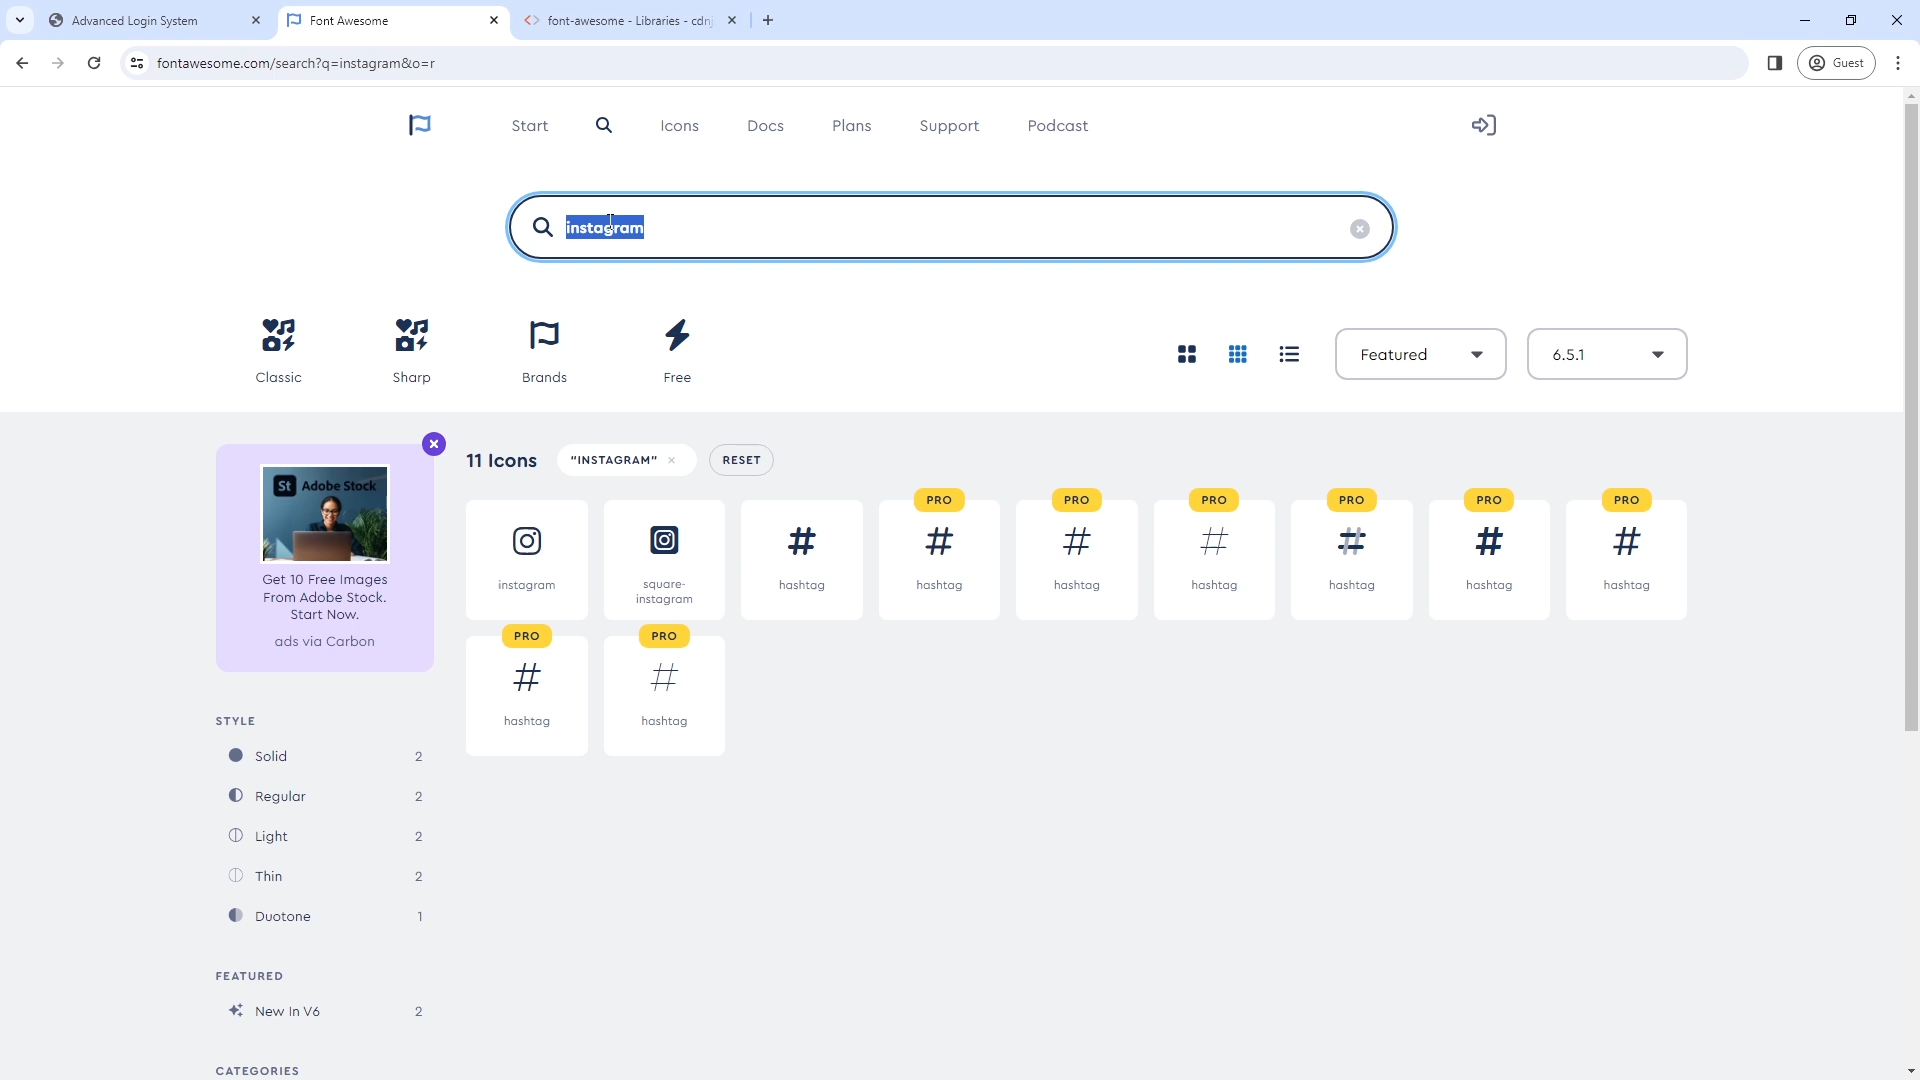 Advanced Login System
Font Awesome
font-awesome - Libraries - cdnj
fontawesome.com/search?q=instagram&o=r
Guest
Start
Icons
Docs
Plans
Support
Podcast
instagram
Classic
Sharp
Brands
Free
Featured
6.5.1
St Adobe Stock
Get 10 Free Images
From Adobe Stock.
Start Now.
ads via Carbon
11 Icons
"INSTAGRAM" ×
RESET
PRO
PRO
PRO
PRO
PRO
PRO
instagram
square-
instagram
hashtag
hashtag
hashtag
hashtag
hashtag
hashtag
hashtag
PRO
PRO
hashtag
hashtag
STYLE
Solid 2
Regular 2
Light 2
Thin 2
Duotone 1
FEATURED
New In V6 2
CATEGORIES